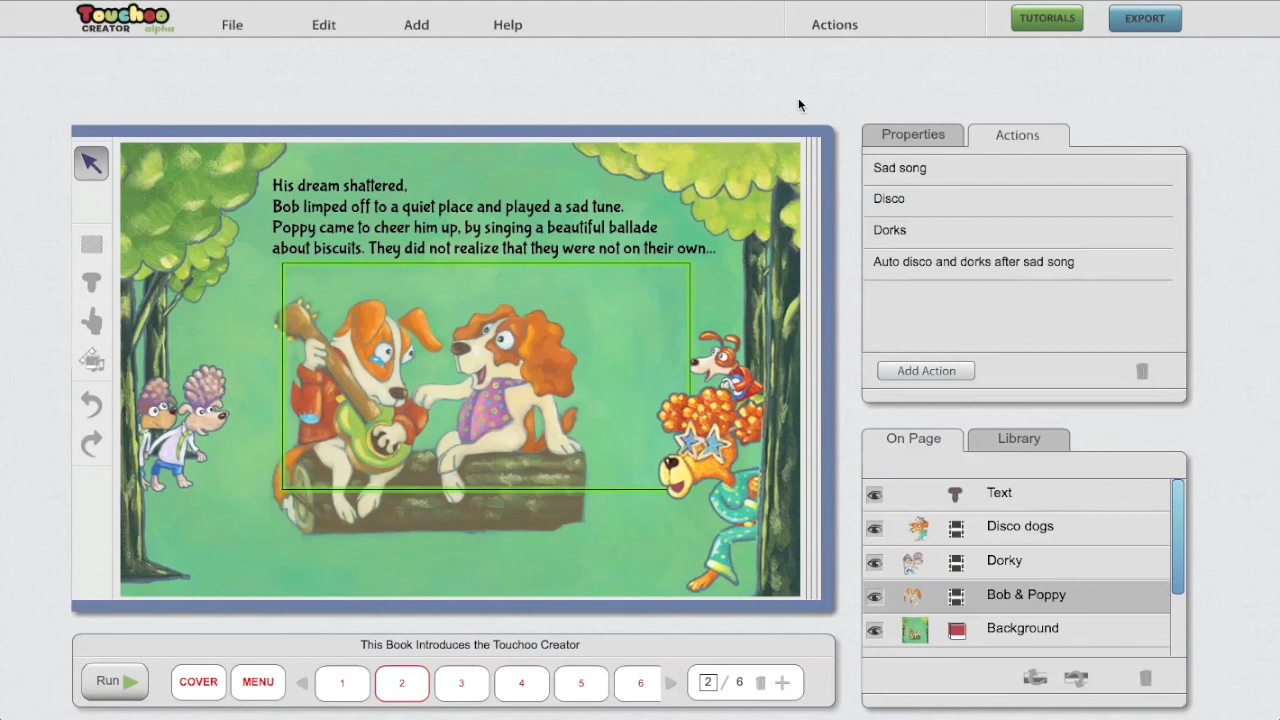 Touchoo
CREATOR alpha
File
Edit
Add
Help
Actions
TUTORIALS
EXPORT
His dream shattered,
Bob limped off to a quiet place and played a sad tune.
Poppy came to cheer him up, by singing a beautiful ballade
about biscuits. They did not realize that they were not on their own...
Properties
Actions
Sad song
Disco
Dorks
Auto disco and dorks after sad song
Add Action
On Page
Library
Text
Disco dogs
Dorky
Bob & Poppy
Background
This Book Introduces the Touchoo Creator
Run
COVER
MENU
1
2
3
4
5
6
2 / 6